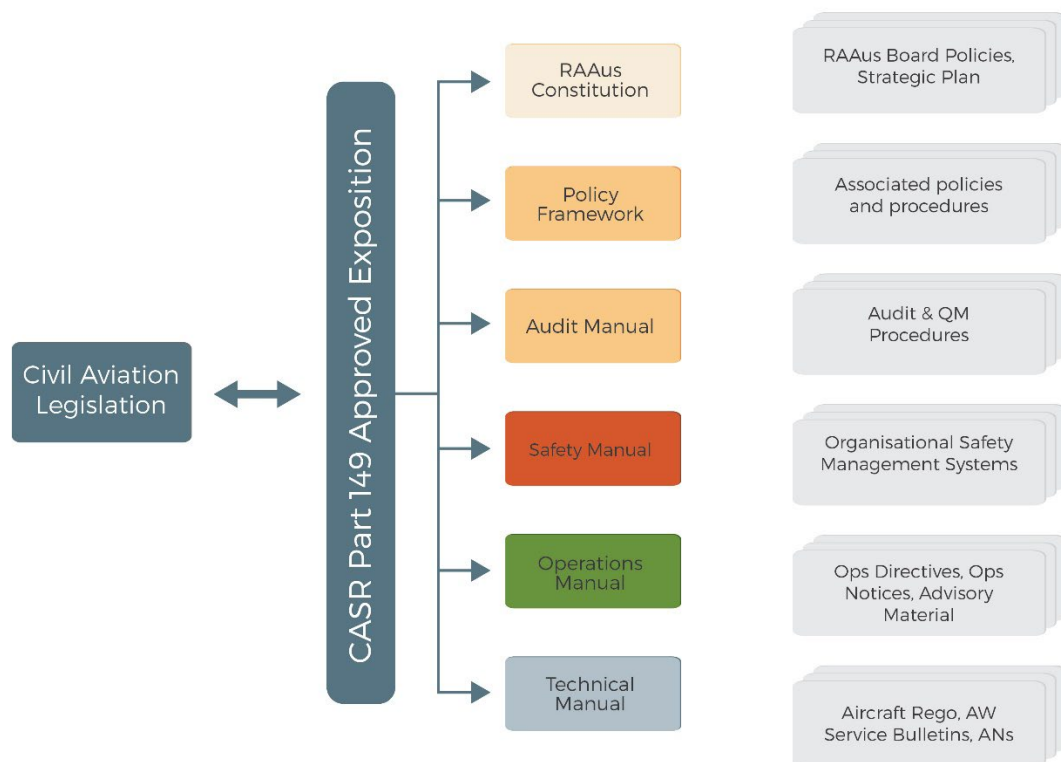 Civil Aviation
Legislation
CASR Part 149 Approved Exposition
RAAus
Constitution
RAAus Board Policies,
Strategic Plan
Policy
Framework
Associated policies
and procedures
Audit Manual
Audit & QM
Procedures
Safety Manual
Organisational Safety
Management Systems
Operations
Manual
Ops Directives, Ops
Notices, Advisory
Material
Technical
Manual
Aircraft Rego, AW
Service Bulletins, ANs